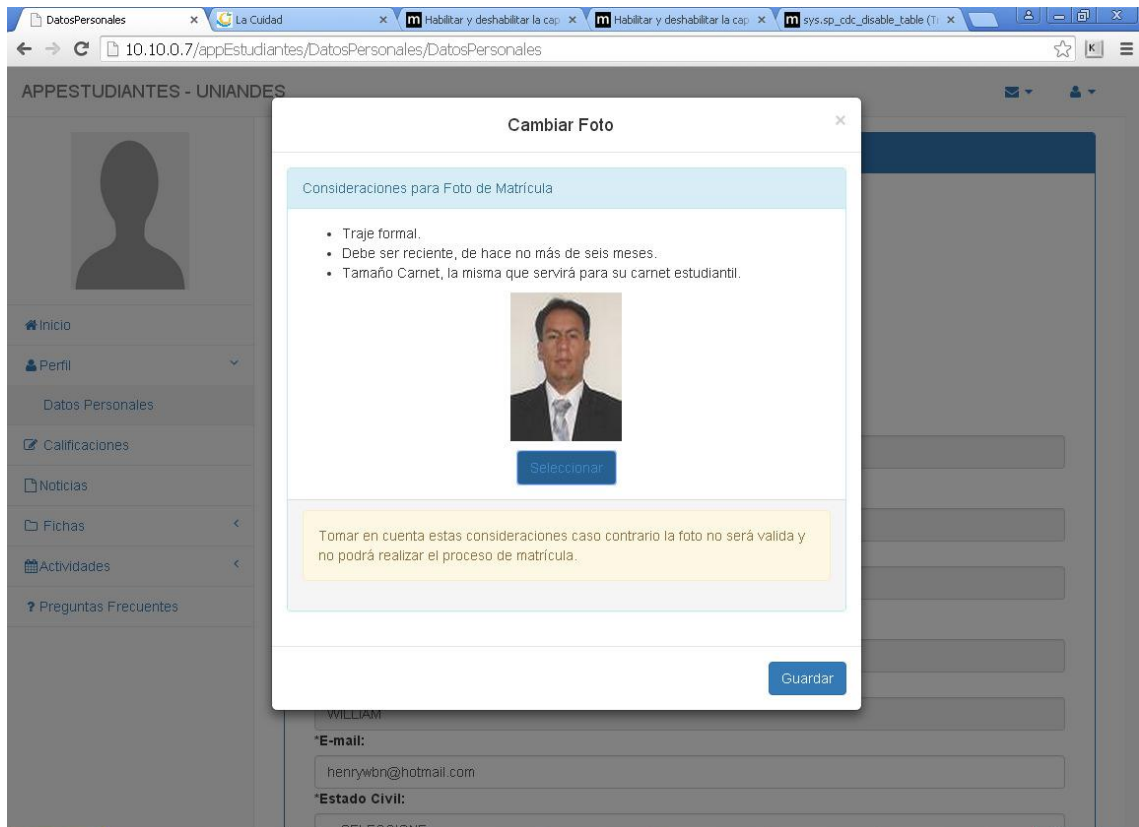 DatosPersonales
La Cuidad
Habilitar y deshabilitar la cap
Habilitar y deshabilitar la cap
sys.sp_cdc_disable_table (Tr
10.10.0.7/appEstudiantes/DatosPersonales/DatosPersonales
APPESTUDIANTES - UNIANDES
Cambiar Foto
Consideraciones para Foto de Matrícula
Traje formal.
Debe ser reciente, de hace no más de seis meses.
Tamaño Carnet, la misma que servirá para su carnet estudiantil.
Seleccionar
Tomar en cuenta estas consideraciones caso contrario la foto no será valida y
no podrá realizar el proceso de matrícula.
Guardar
Inicio
Perfil
Datos Personales
Calificaciones
Noticias
Fichas
Actividades
? Preguntas Frecuentes
WILLIAM
*E-mail:
henrywbn@hotmail.com
*Estado Civil: